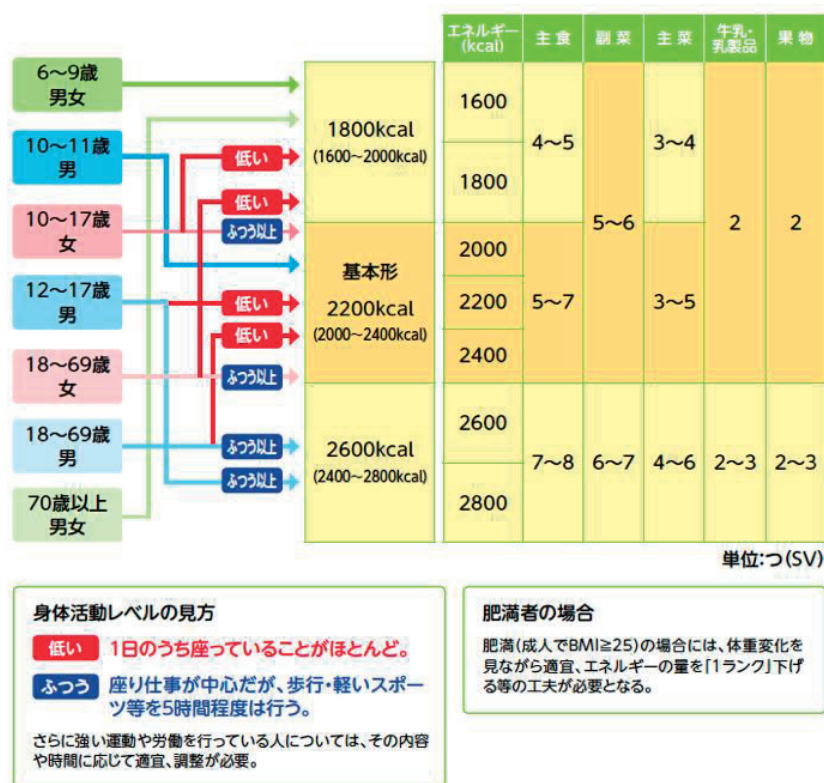 エネルギー
(kcal)
主食
副菜
主菜
牛乳・
乳製品
果物
6～9歳
男女
10～11歳
男
10～17歳
女
12～17歳
男
18～69歳
女
18～69歳
男
70歳以上
男女
低い
低い
ふつう以上
低い
低い
ふつう以上
ふつう以上
ふつう以上
1800kcal
(1600～2000kcal)
基本形
2200kcal
(2000～2400kcal)
2600kcal
(2400～2800kcal)
1600
1800
2000
2200
2400
2600
2800
4～5
5～7
7～8
5～6
6～7
3～4
3～5
4～6
2
2～3
2
2～3
単位:つ(SV)
身体活動レベルの見方
低い 1日のうち座っていることがほとんど。
ふつう 座り仕事が中心だが、歩行・軽いスポー
ツ等を5時間程度は行う。
さらに強い運動や労働を行っている人については、その内容
や時間に応じて適宜、調整が必要。
肥満者の場合
肥満(成人でBMI≧25)の場合には、体重変化を
見ながら適宜、エネルギーの量を「1ランク」下げ
る等の工夫が必要となる。